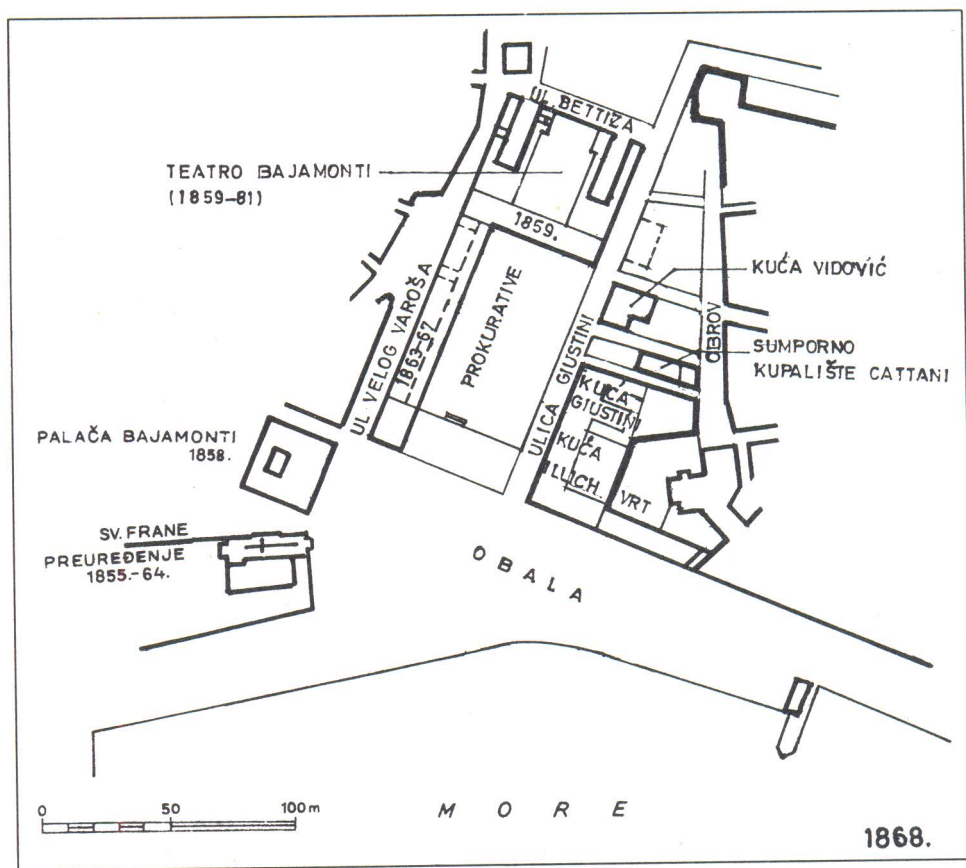 UL. BETTIZA
TEATRO BAJAMONTI
(1859–81)
1859.
KUĆA VIDOVIĆ
OBROV
SUMPORNO
KUPALIŠTE CATTANI
UL VELOG VAROŠA
1863-67
PROKURATIVE
ULICA GIUSTINI
KUĆA
GIUSTINI
KUĆA
ILLICH
VRT
PALAČA BAJAMONTI
1858.
SV. FRANE
PREUREĐENJE
1855.-64.
OBALA
0 50 100 m
MORE
1868.